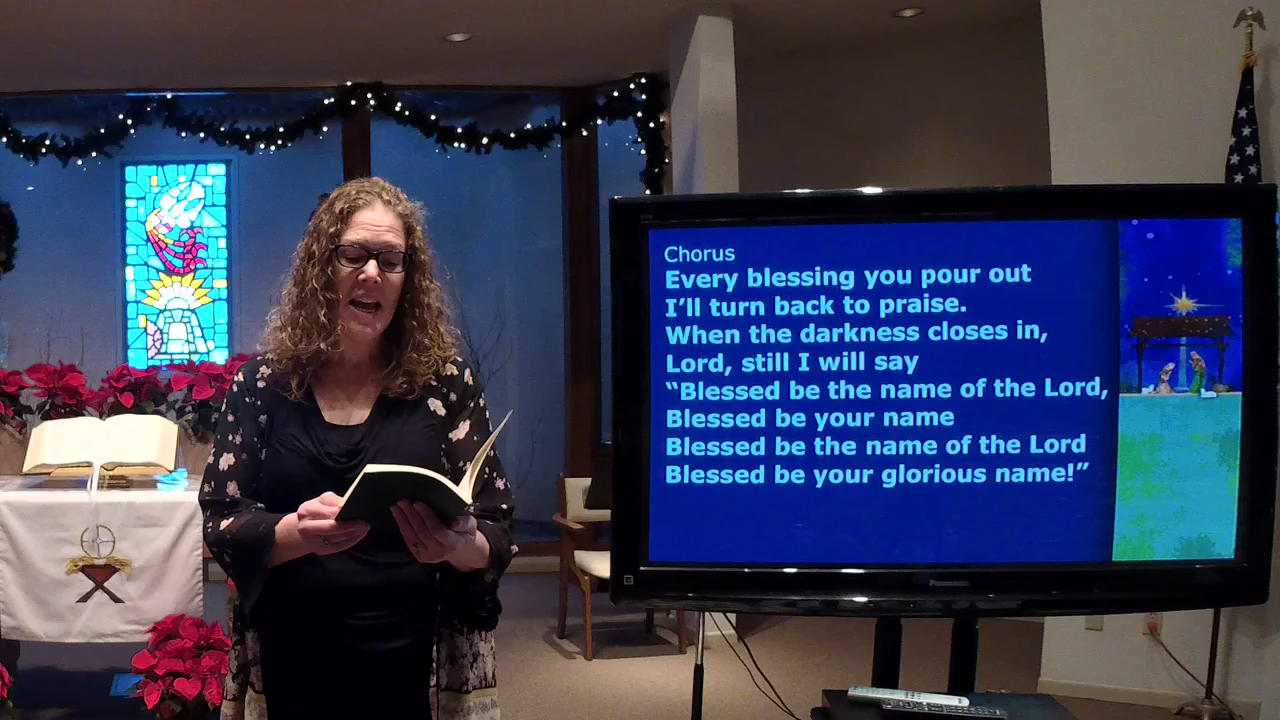 Chorus
Every blessing you pour out
I'll turn back to praise.
When the darkness closes in,
Lord, still I will say
“Blessed be the name of the Lord,
Blessed be your name
Blessed be the name of the Lord
Blessed be your glorious name!”
Panasonic